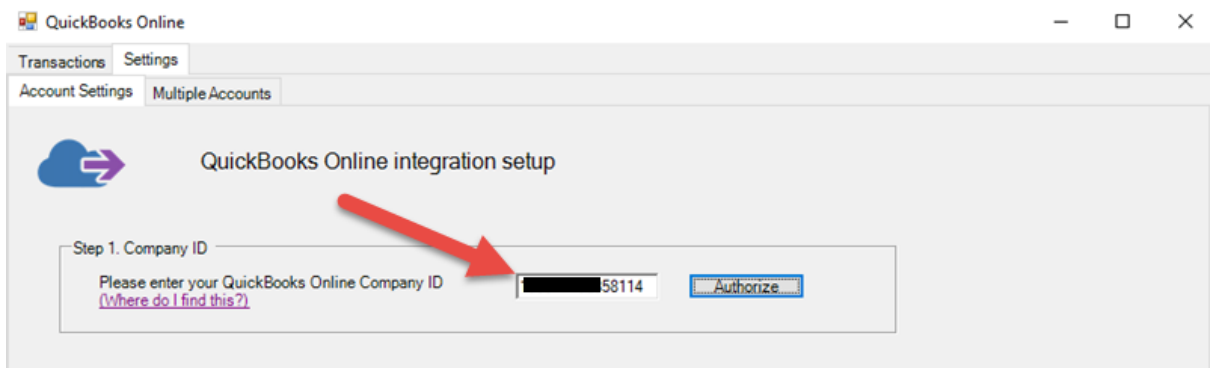 QuickBooks Online
Transactions Settings
Account Settings Multiple Accounts
QuickBooks Online integration setup
Step 1. Company ID
Please enter your QuickBooks Online Company ID 58114 Authorize
(Where do I find this?)